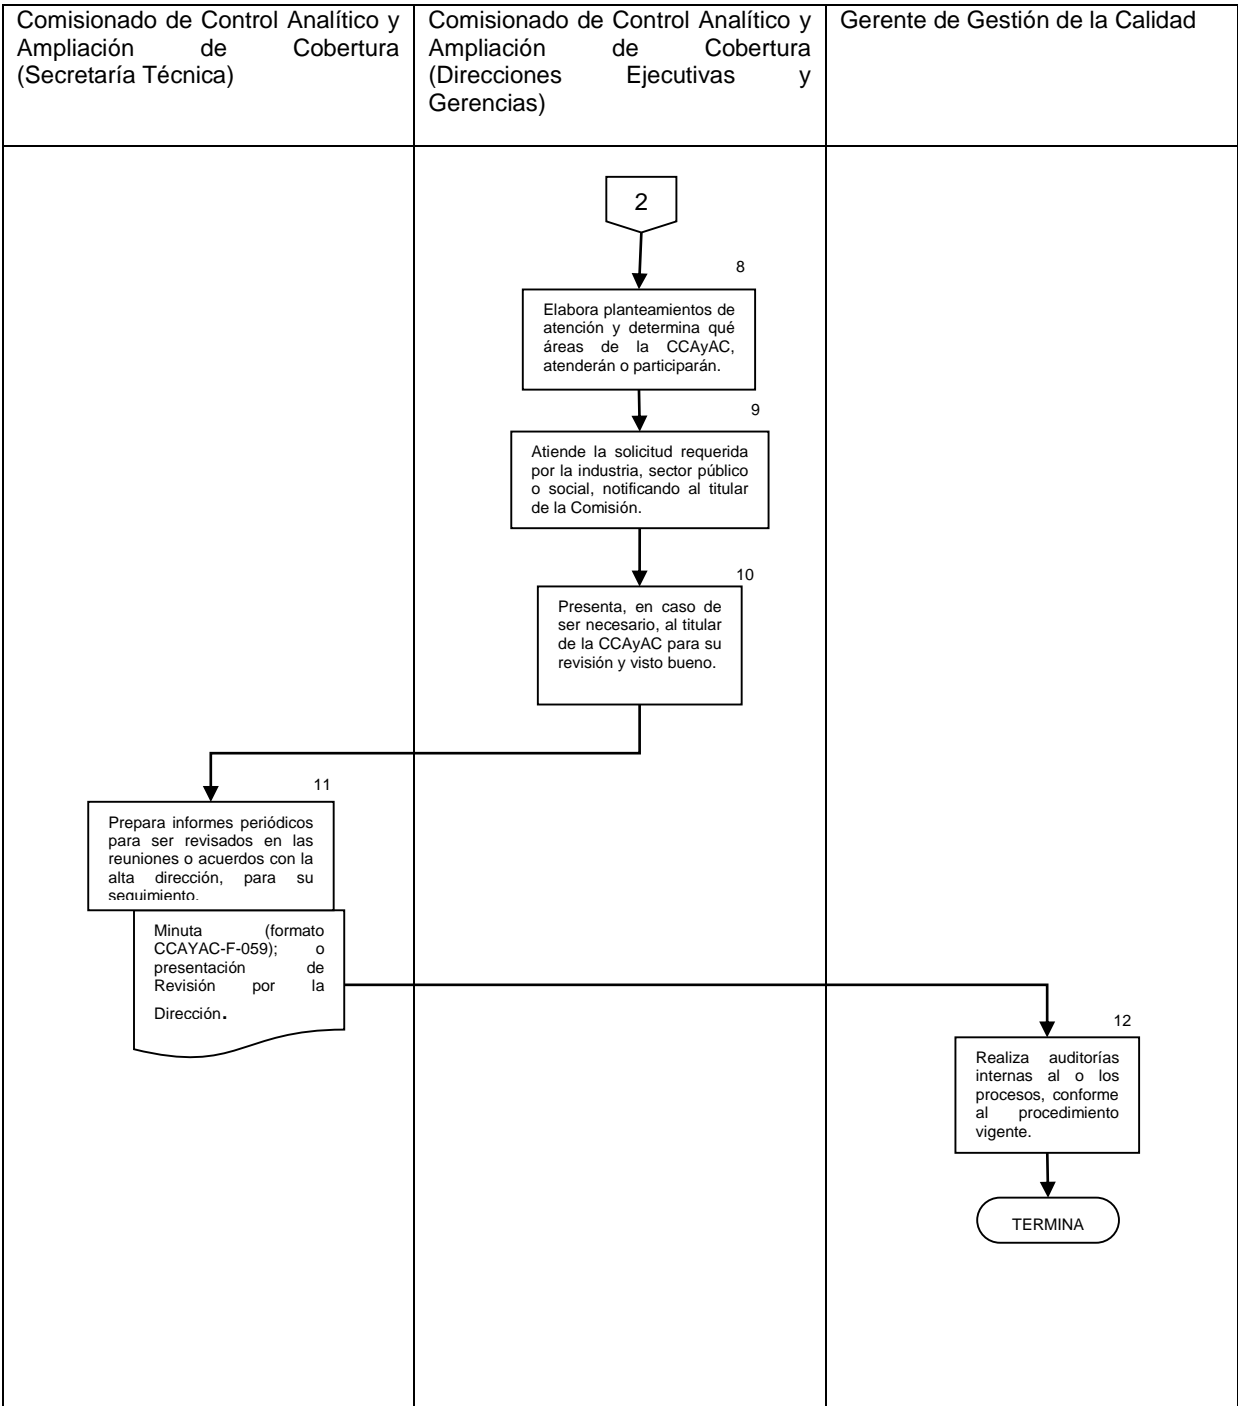 Comisionado de Control Analítico y
Ampliación de Cobertura
(Secretaría Técnica)
Comisionado de Control Analítico y
Ampliación de Cobertura
(Direcciones Ejecutivas y
Gerencias)
Gerente de Gestión de la Calidad
2
8
Elabora planteamientos de
atención y determina qué
áreas de la CCAyAC,
atenderán o participarán.
9
Atiende la solicitud requerida
por la industria, sector público
o social, notificando al titular
de la Comisión.
10
Presenta, en caso de
ser necesario, al titular
de la CCAyAC para su
revisión y visto bueno.
11
Prepara informes periódicos
para ser revisados en las
reuniones o acuerdos con la
alta dirección, para su
seguimiento.
Minuta (formato
CCAYAC-F-059); o
presentación de
Revisión por la
Dirección.
12
Realiza auditorías
internas al o los
procesos, conforme
al procedimiento
vigente.
TERMINA